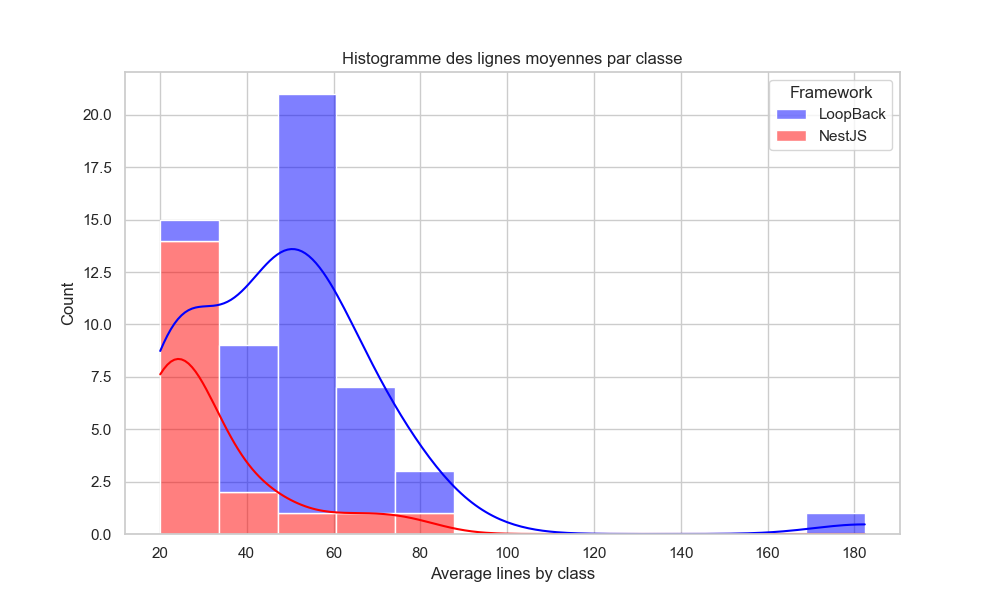 Histogramme des lignes moyennes par classe
Framework
LoopBack
NestJS
Count
20.0
17.5
15.0
12.5
10.0
7.5
5.0
2.5
0.0
20 40 60 80 100 120 140 160 180
Average lines by class